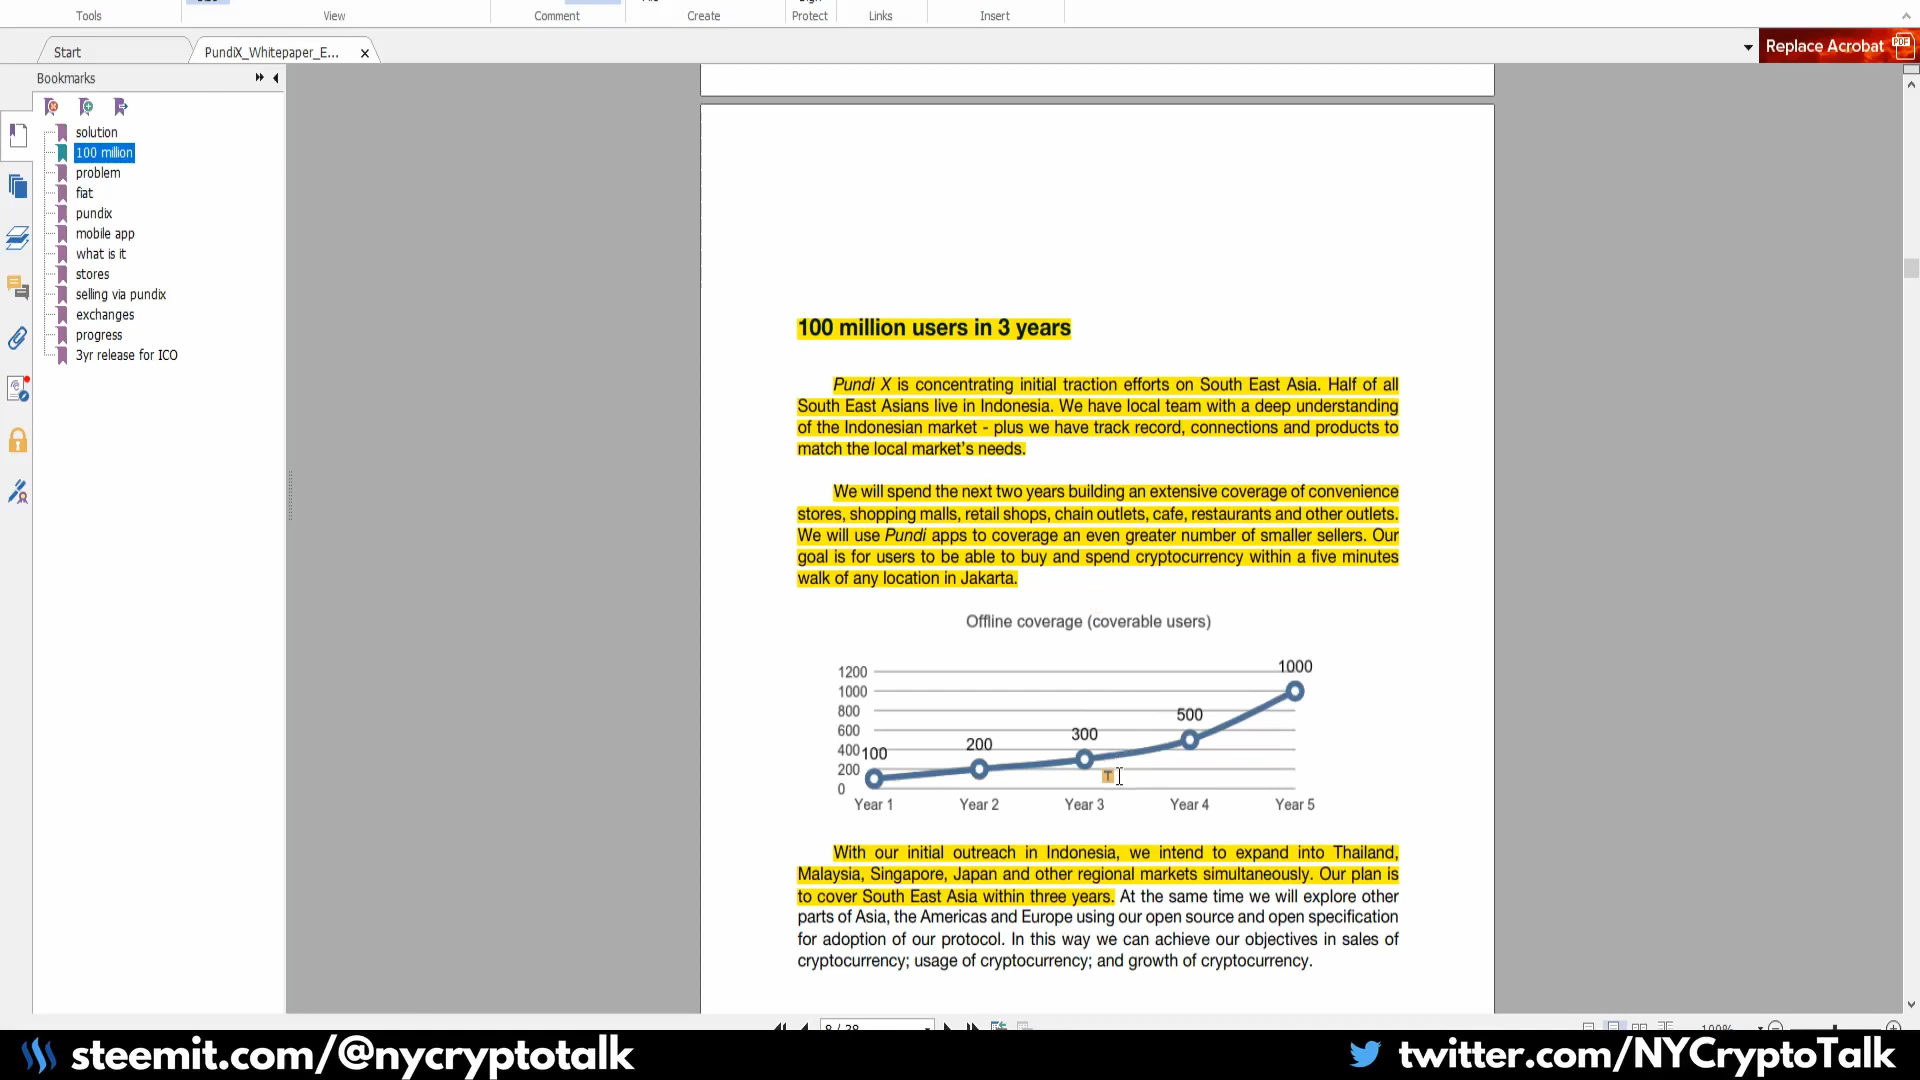 Tools View Comment Create Protect Links Insert
Start PundiX_Whitepaper_E...
Replace Acrobat
PDF
Bookmarks
solution
100 million
problem
fiat
pundix
mobile app
what is it
stores
selling via pundix
exchanges
progress
3yr release for ICO
100 million users in 3 years
Pundi X is concentrating initial traction efforts on South East Asia. Half of all
South East Asians live in Indonesia. We have local team with a deep understanding
of the Indonesian market - plus we have track record, connections and products to
match the local market's needs.
We will spend the next two years building an extensive coverage of convenience
stores, shopping malls, retail shops, chain outlets, cafe, restaurants and other outlets.
We will use Pundi apps to coverage an even greater number of smaller sellers. Our
goal is for users to be able to buy and spend cryptocurrency within a five minutes
walk of any location in Jakarta.
Offline coverage (coverable users)
1200
1000
800
600
400
200
0
100
200
300
500
1000
T
Year 1 Year 2 Year 3 Year 4 Year 5
With our initial outreach in Indonesia, we intend to expand into Thailand,
Malaysia, Singapore, Japan and other regional markets simultaneously. Our plan is
to cover South East Asia within three years. At the same time we will explore other
parts of Asia, the Americas and Europe using our open source and open specification
for adoption of our protocol. In this way we can achieve our objectives in sales of
cryptocurrency; usage of cryptocurrency; and growth of cryptocurrency.
8 / 28
100%
steemit.com/@nycryptotalk
twitter.com/NYCryptoTalk